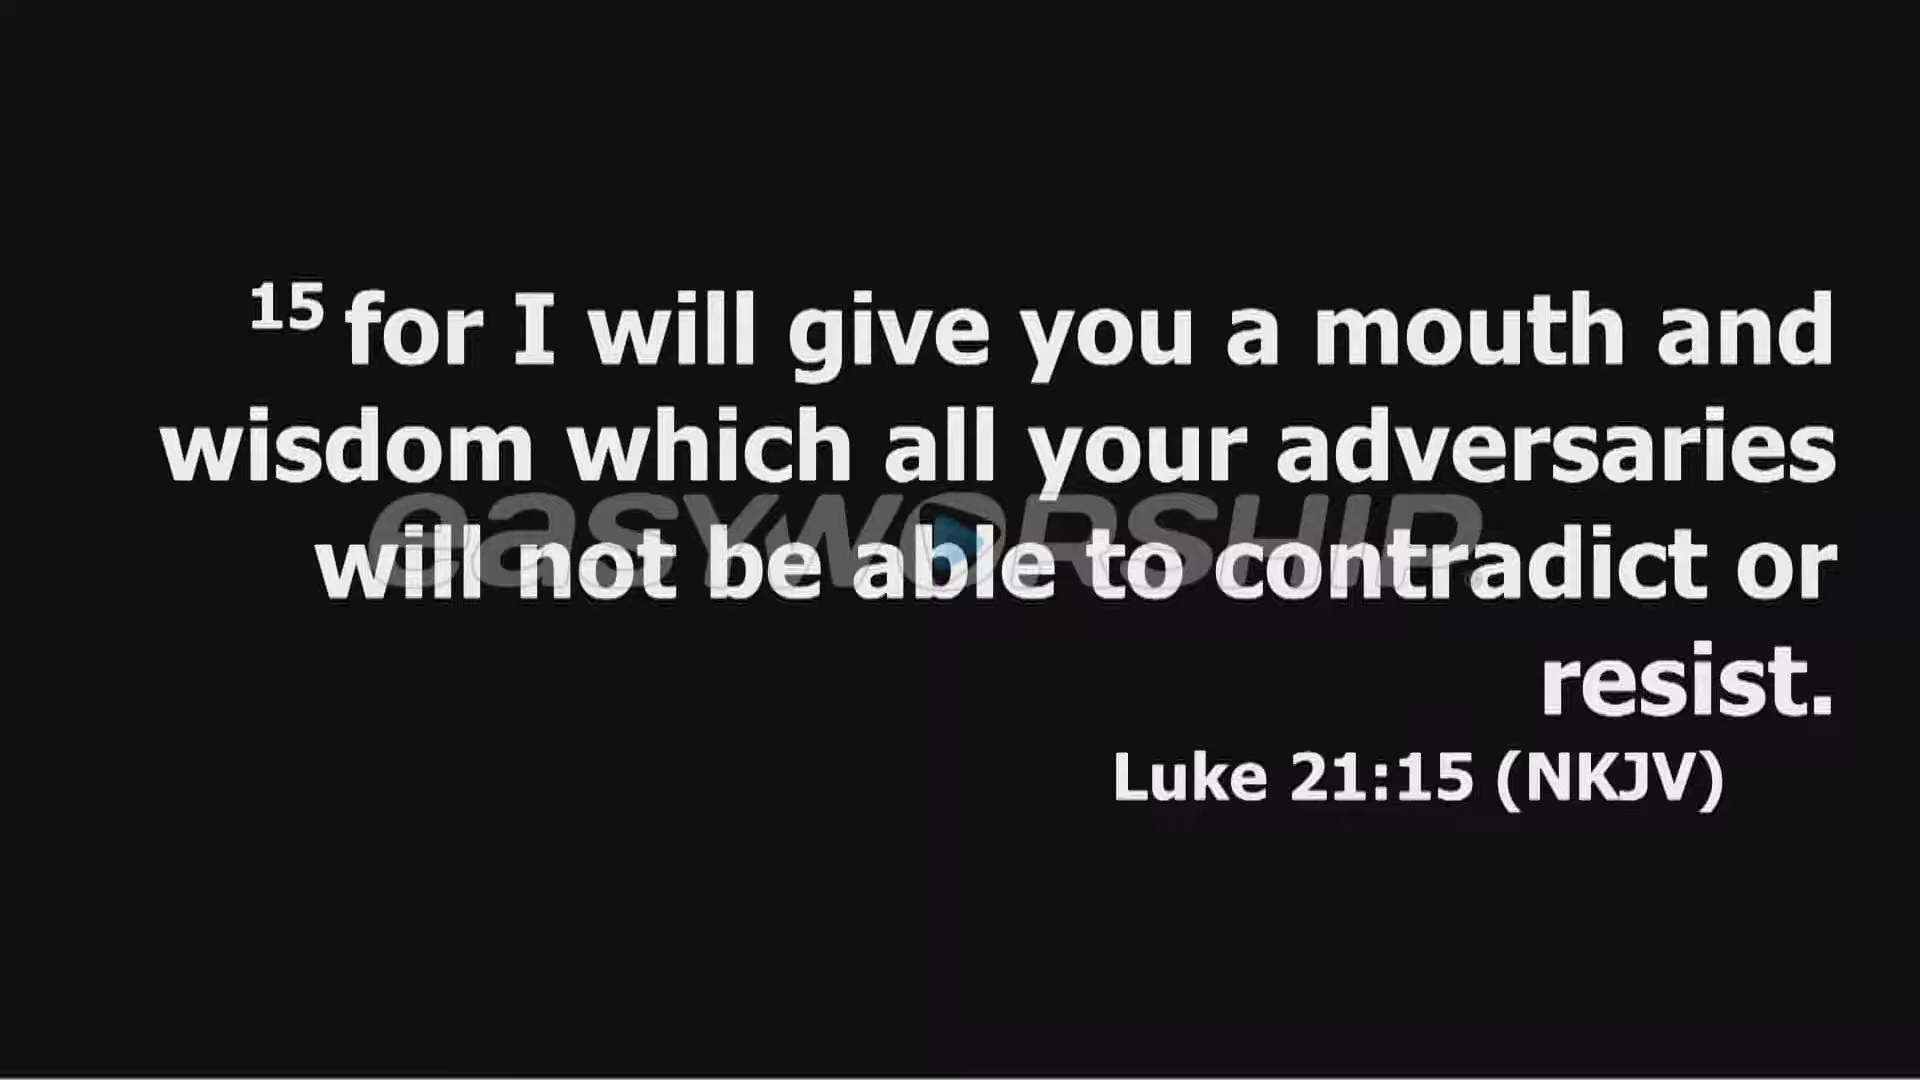 15 for I will give you a mouth and
wisdom which all your adversaries
easyworship®
will not be able to contradict or
resist.
Luke 21:15 (NKJV)